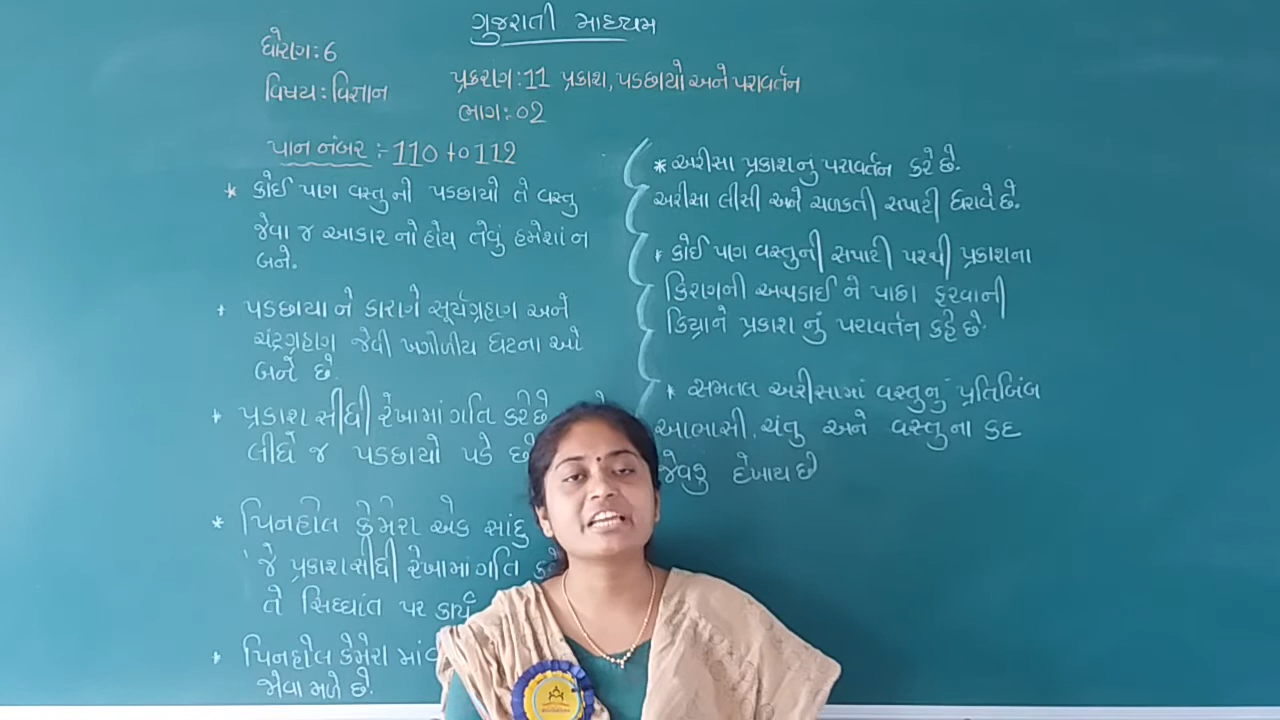 ગુજરાતી માધ્યમ
ધોરણ: 6
વિષય: વિજ્ઞાન
પ્રકરણ: 11 પ્રકાશ, પડછાયો અને પરાવર્તન
ભાગ: 02
પાન નંબર :- 110 to 112
* કોઈ પણ વસ્તુનો પડછાયો તે વસ્તુ
જેવા જ આકાર નો હોય તેવું હમેશાં ન
બને.
* પડછાયા ને કારણે સૂર્યગ્રહણ અને
ચંદ્રગ્રહણ જેવી ખગોળીય ઘટના ઓ
બને છે.
* પ્રકાશ સીધી રેખામાં ગતિ કરે છે
લીધે જ પડછાયો પડે છે
* પિનહોલ કેમેરા એક સાદું
જે પ્રકાશ સીધી રેખામાં ગતિ કરે
તે સિધ્ધાંત પર કાર્ય
* પિનહોલ કેમેરા માં
જોવા મળે છે.
* અરીસા પ્રકાશનું પરાવર્તન કરે છે.
અરીસા લીસી અને ચળકતી સપાટી ધરાવે છે.
* કોઈ પણ વસ્તુની સપાટી પરથી પ્રકાશના
કિરણની અથડાઈ ને પાછા ફરવાની
ક્રિયાને પ્રકાશ નું પરાવર્તન કહે છે.
* સમતલ અરીસામાં વસ્તુનું પ્રતિબિંબ
આભાસી, ચંતુ અને વસ્તુના કદ
જેવડુ દેખાય છે